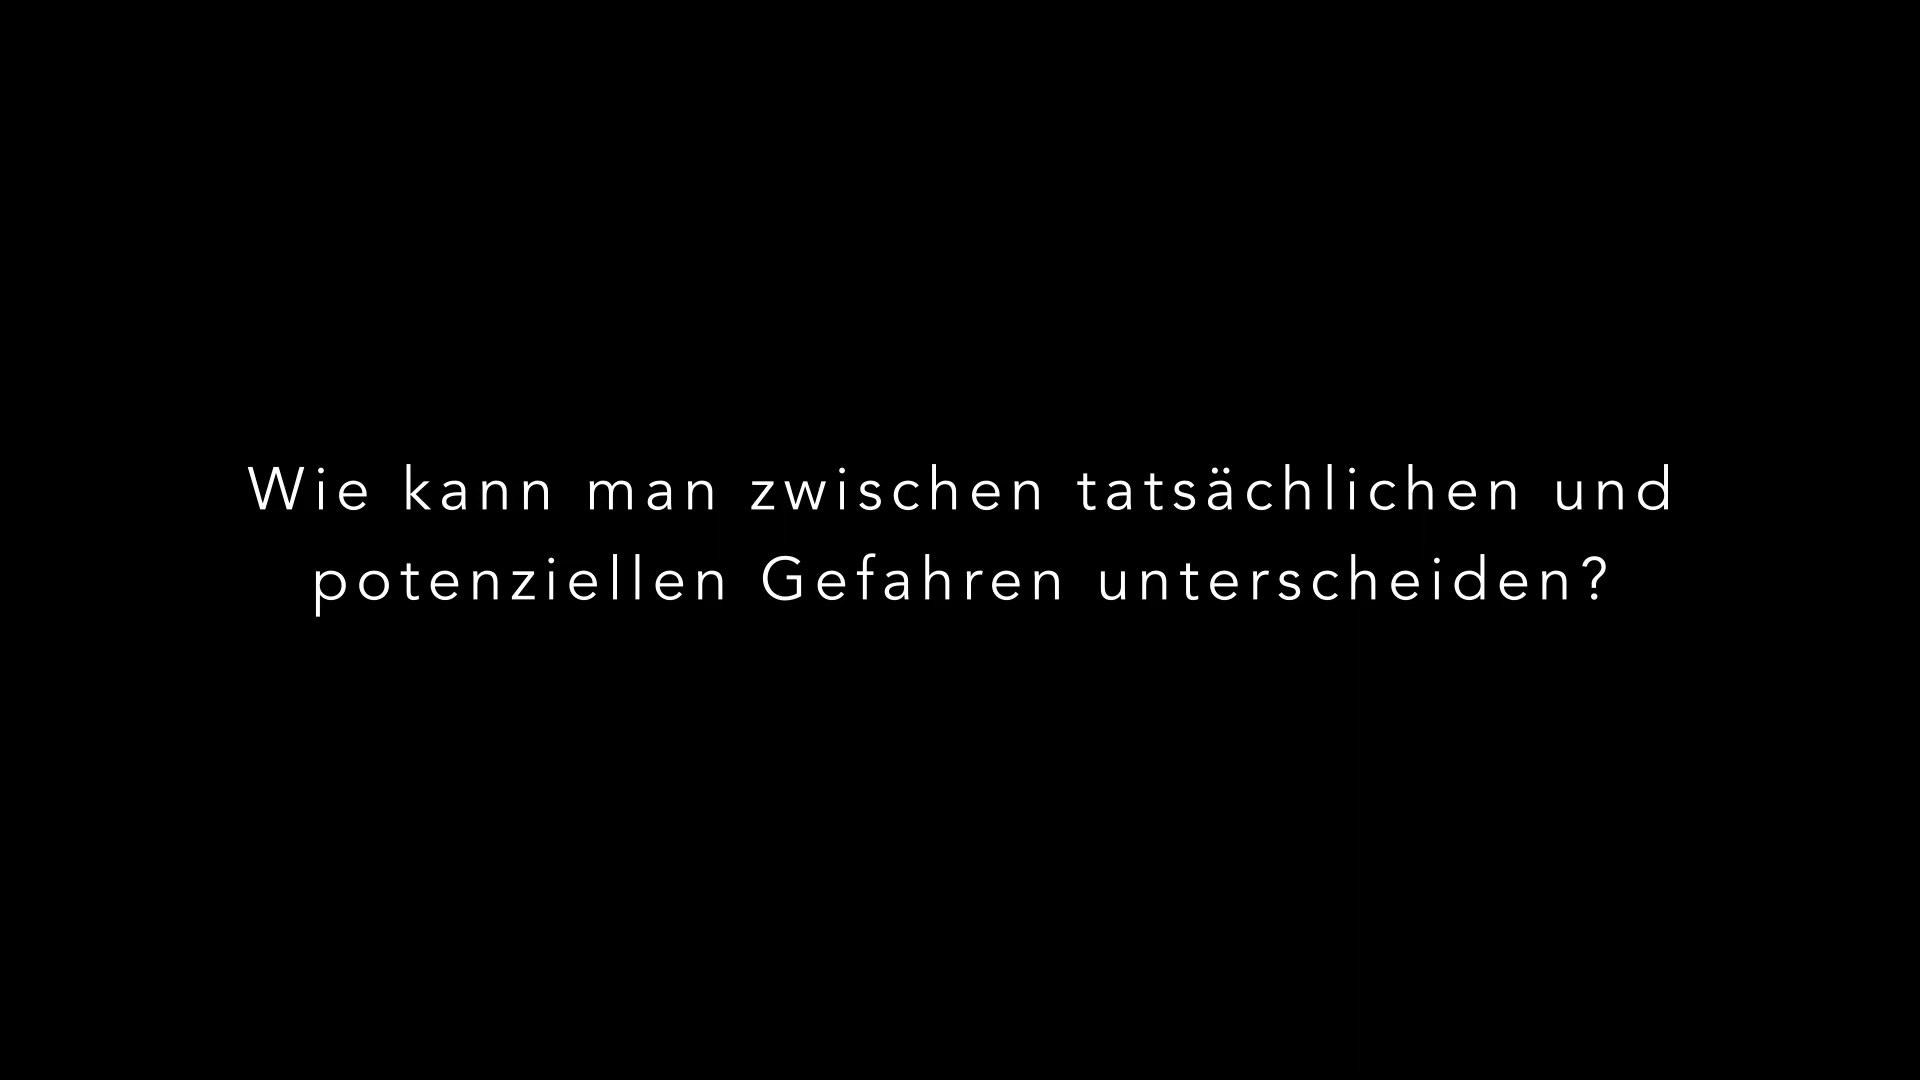 Wie kann man zwischen tatsächlichen und
potenziellen Gefahren unterscheiden?